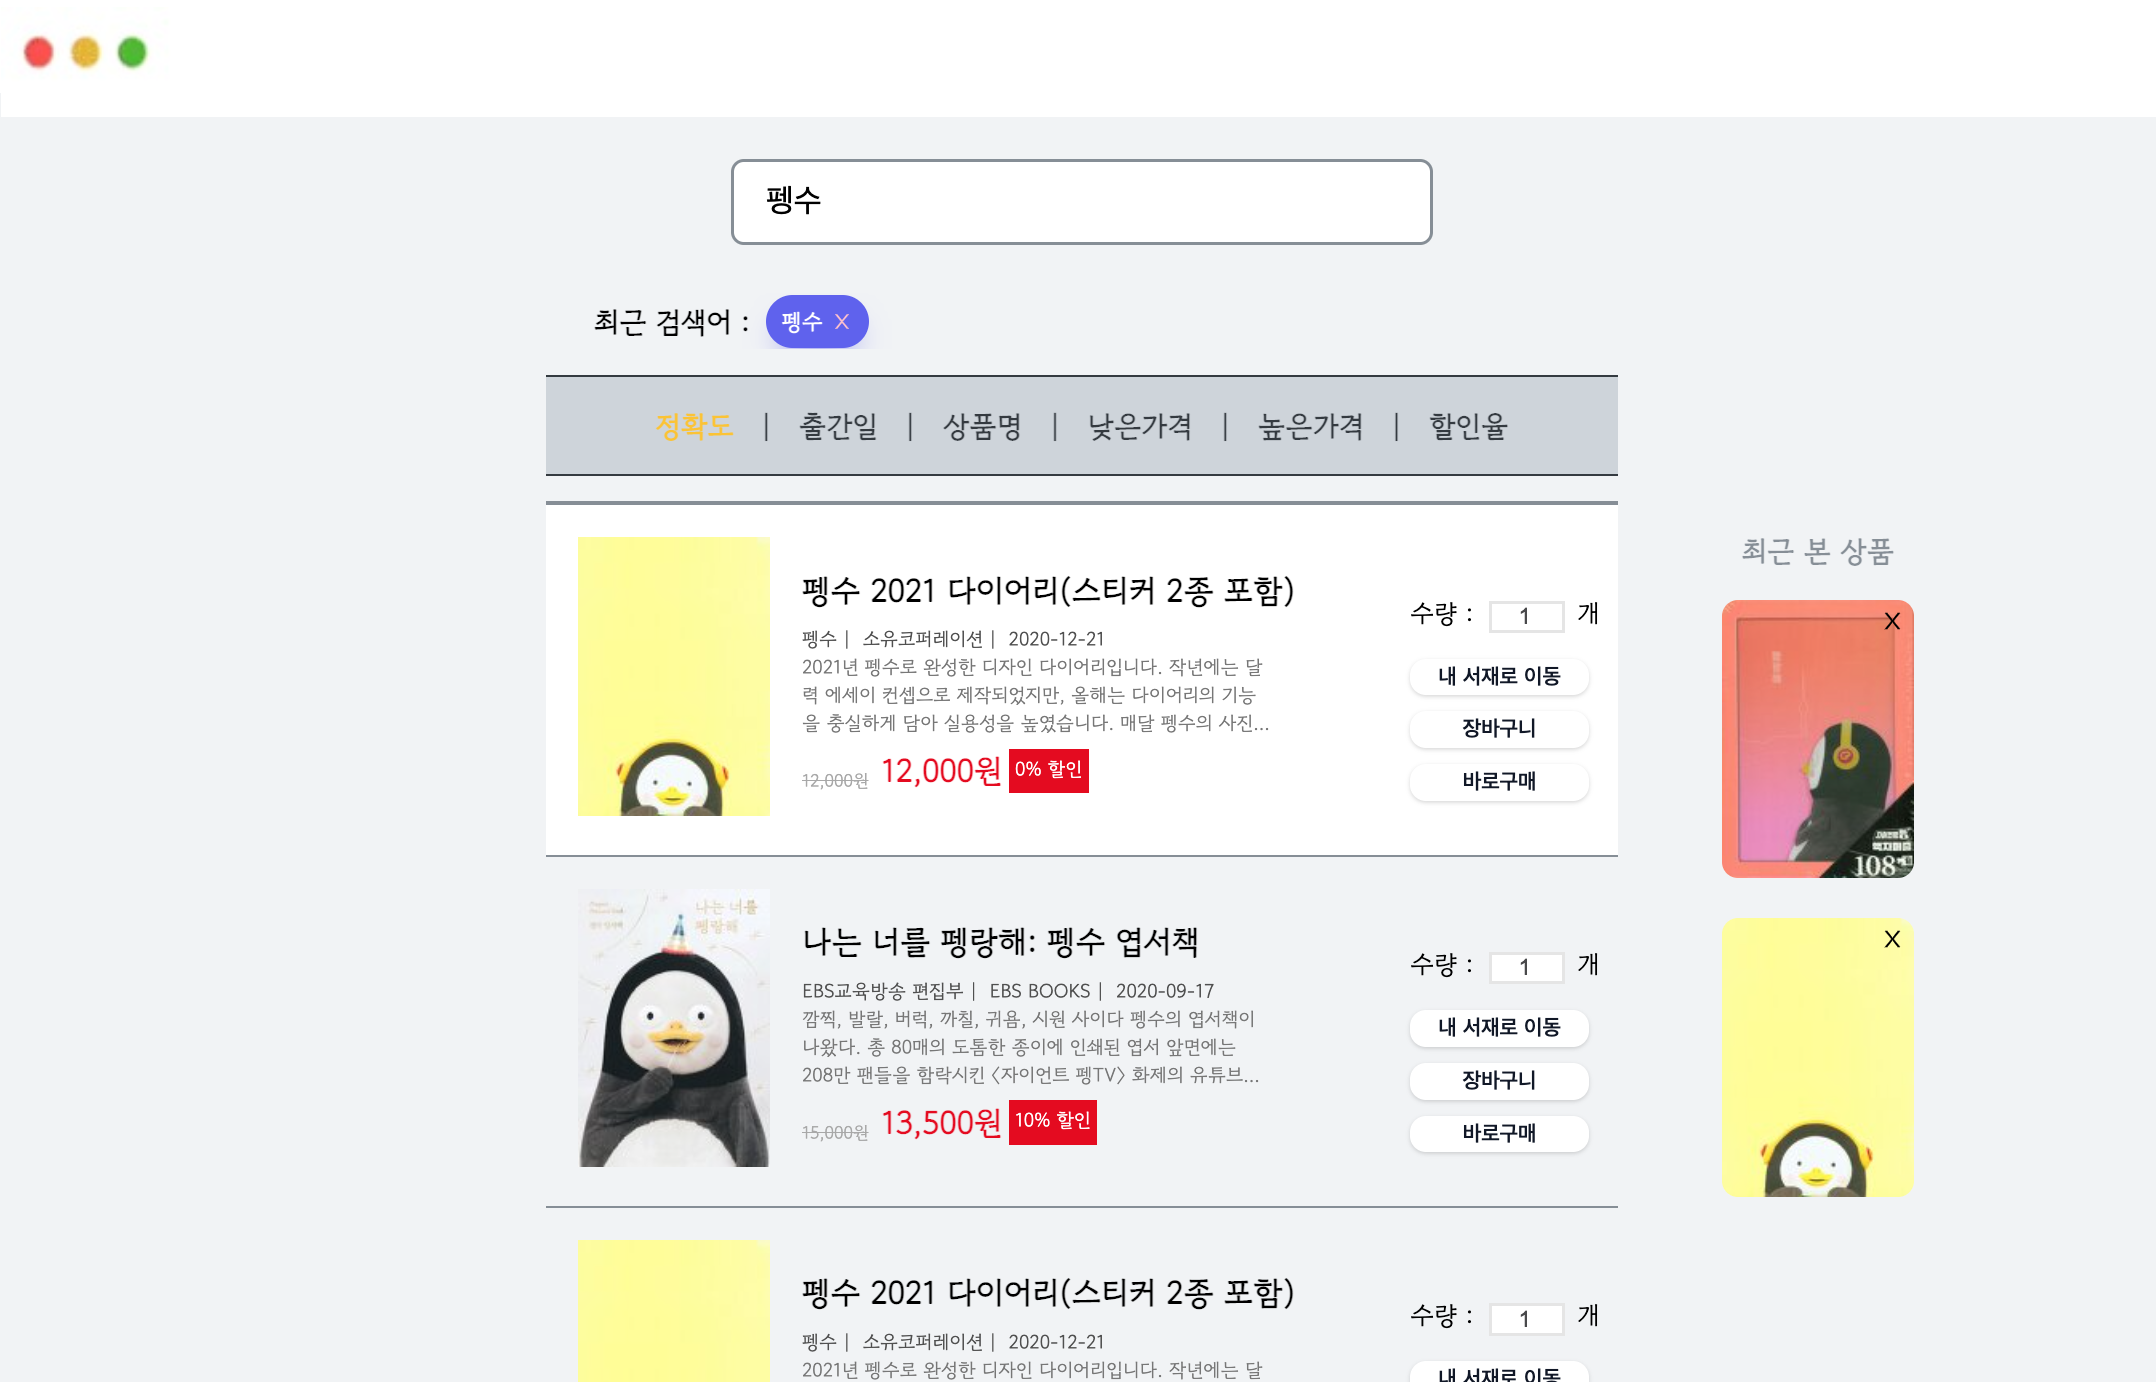 펭수
최근 검색어 : 펭수 X
정확도 | 출간일 | 상품명 | 낮은가격 | 높은가격 | 할인율
펭수 2021 다이어리(스티커 2종 포함)
펭수 | 소유코퍼레이션 | 2020-12-21
2021년 펭수로 완성한 디자인 다이어리입니다. 작년에는 달
력 에세이 컨셉으로 제작되었지만, 올해는 다이어리의 기능
을 충실하게 담아 실용성을 높였습니다. 매달 펭수의 사진...
12,000원 12,000원 0% 할인
수량 : 1 개
내 서재로 이동
장바구니
바로구매
나는 너를
펭랑해
나는 너를 펭랑해: 펭수 엽서책
EBS교육방송 편집부 | EBS BOOKS | 2020-09-17
깜찍, 발랄, 버럭, 까칠, 귀욤, 시원 사이다 펭수의 엽서책이
나왔다. 총 80매의 도톰한 종이에 인쇄된 엽서 앞면에는
208만 팬들을 함락시킨 〈자이언트 펭TV〉 화제의 유튜브...
15,000원 13,500원 10% 할인
수량 : 1 개
내 서재로 이동
장바구니
바로구매
펭수 2021 다이어리(스티커 2종 포함)
펭수 | 소유코퍼레이션 | 2020-12-21
2021년 펭수로 완성한 디자인 다이어리입니다. 작년에는 달
수량 : 1 개
내 서재로 이동
최근 본 상품
X
108
X